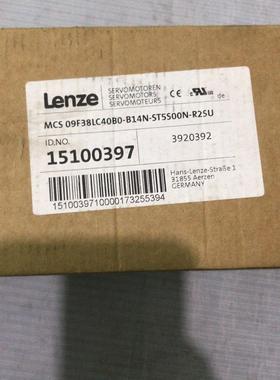 Lenze
SERVOMOTOREN
SERVOMOTORS
SERVOMOTEURS
CE
MCS 09F38LC40B0-B14N-ST5S00N-R2SU
ID.NO.
3920392
15100397
Hans-Lenze-Straße 1
31855 Aerzen
GERMANY
1510039710000173255394